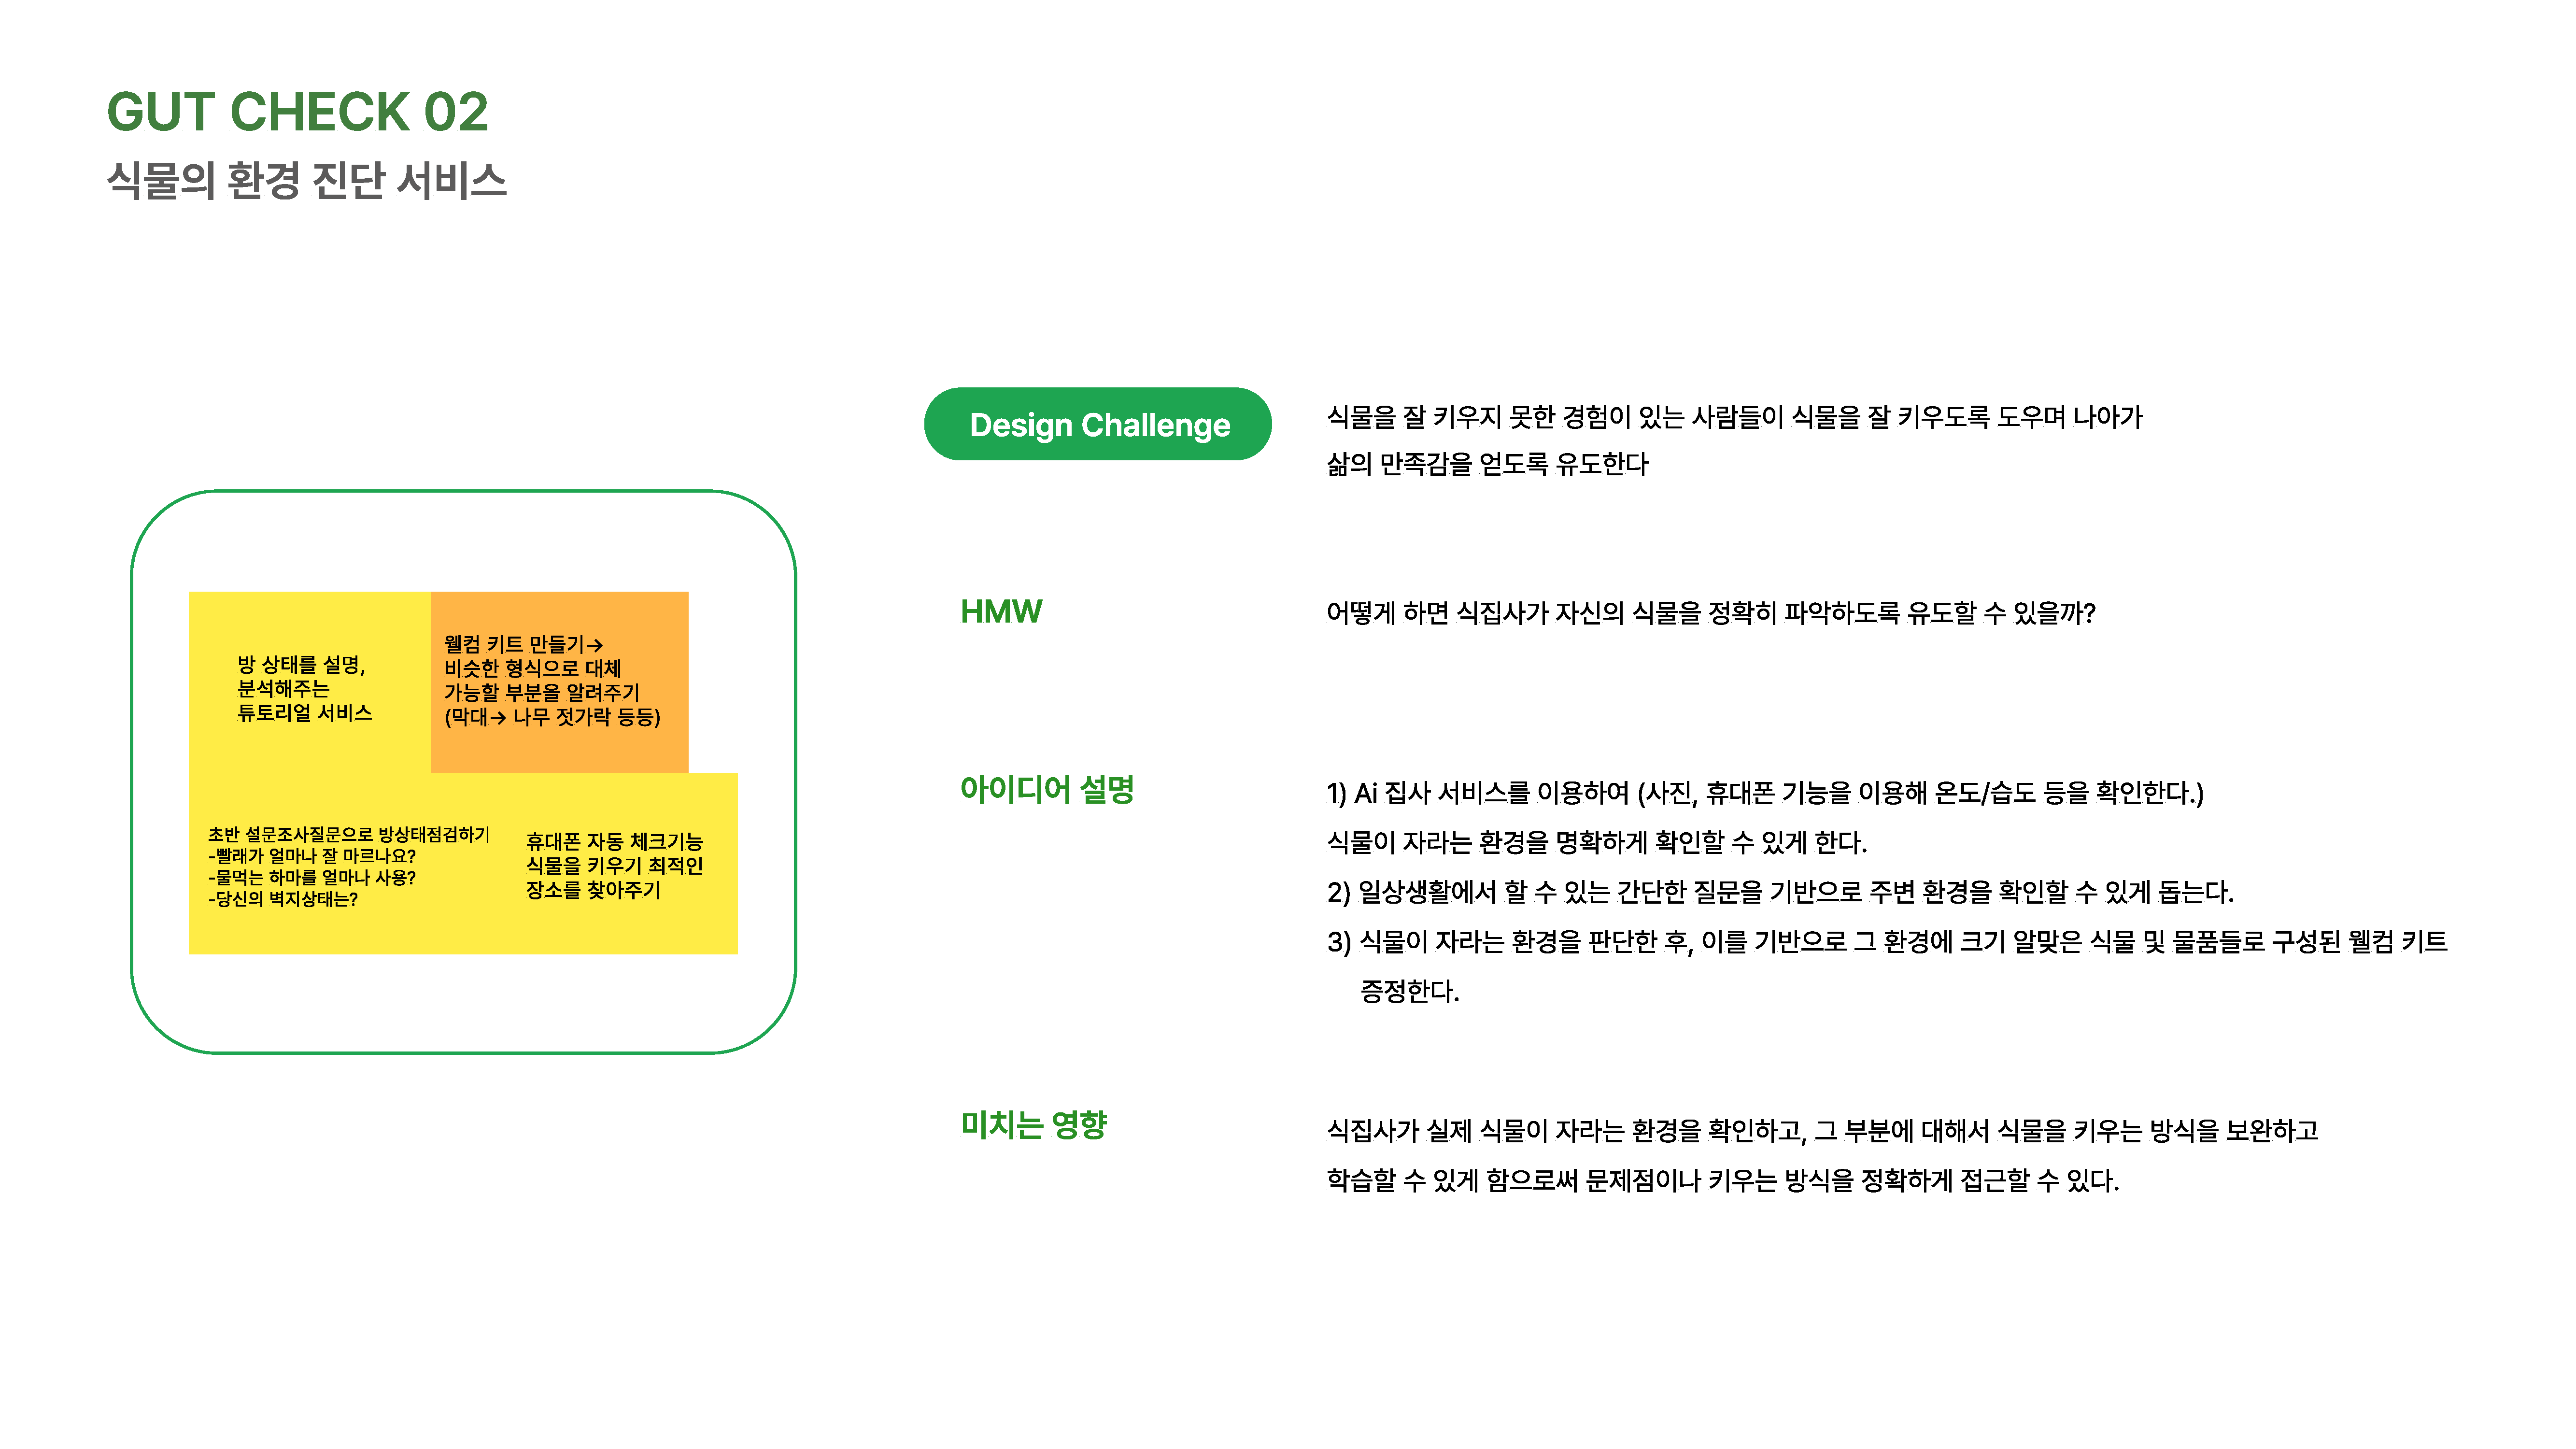 GUT CHECK 02
식물의 환경 진단 서비스
방 상태를 설명,
분석해주는
튜토리얼 서비스
웰컴 키트 만들기→
비슷한 형식으로 대체
가능할 부분을 알려주기
(막대→ 나무 젓가락 등등)
초반 설문조사질문으로 방상태점검하기
-빨래가 얼마나 잘 마르나요?
-물먹는 하마를 얼마나 사용?
-당신의 벽지상태는?
휴대폰 자동 체크기능
식물을 키우기 최적인
장소를 찾아주기
Design Challenge
식물을 잘 키우지 못한 경험이 있는 사람들이 식물을 잘 키우도록 도우며 나아가
삶의 만족감을 얻도록 유도한다
HMW
어떻게 하면 식집사가 자신의 식물을 정확히 파악하도록 유도할 수 있을까?
아이디어 설명
1) Ai 집사 서비스를 이용하여 (사진, 휴대폰 기능을 이용해 온도/습도 등을 확인한다.)
식물이 자라는 환경을 명확하게 확인할 수 있게 한다.
2) 일상생활에서 할 수 있는 간단한 질문을 기반으로 주변 환경을 확인할 수 있게 돕는다.
3) 식물이 자라는 환경을 판단한 후, 이를 기반으로 그 환경에 크기 알맞은 식물 및 물품들로 구성된 웰컴 키트
증정한다.
미치는 영향
식집사가 실제 식물이 자라는 환경을 확인하고, 그 부분에 대해서 식물을 키우는 방식을 보완하고
학습할 수 있게 함으로써 문제점이나 키우는 방식을 정확하게 접근할 수 있다.